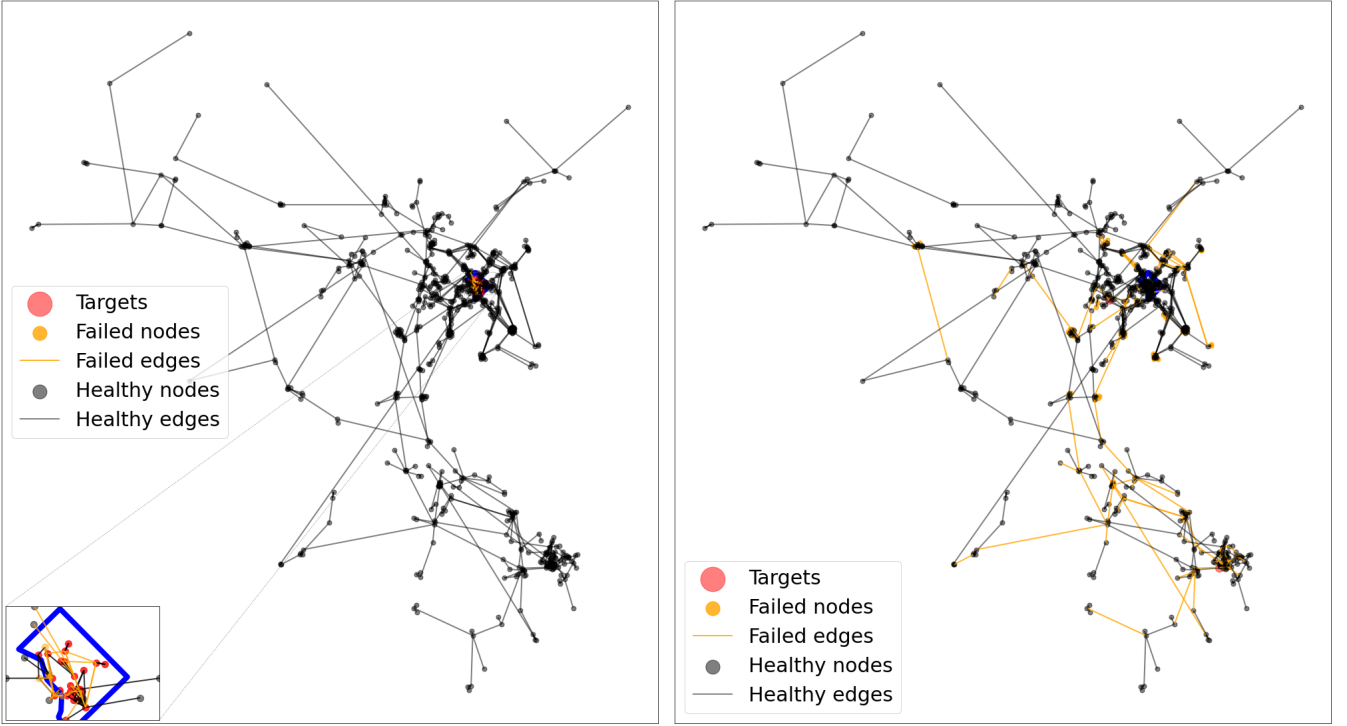 Targets
Failed nodes
Failed edges
Healthy nodes
Healthy edges
Targets
Failed nodes
Failed edges
Healthy nodes
Healthy edges